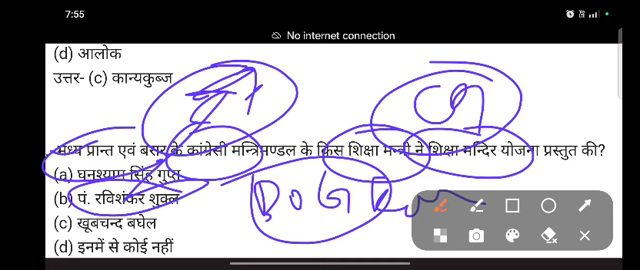 7:55
No internet connection
(d) आलोक
उत्तर- (c) कान्यकुब्ज
मध्य प्रान्त एवं बरार के कांग्रेसी मन्त्रिमण्डल के किस शिक्षा मन्त्री ने शिक्षा मन्दिर योजना प्रस्तुत की?
(a) घनश्याम सिंह गुप्त
(b) पं. रविशंकर शुक्ल
(c) खूबचन्द बघेल
(d) इनमें से कोई नहीं